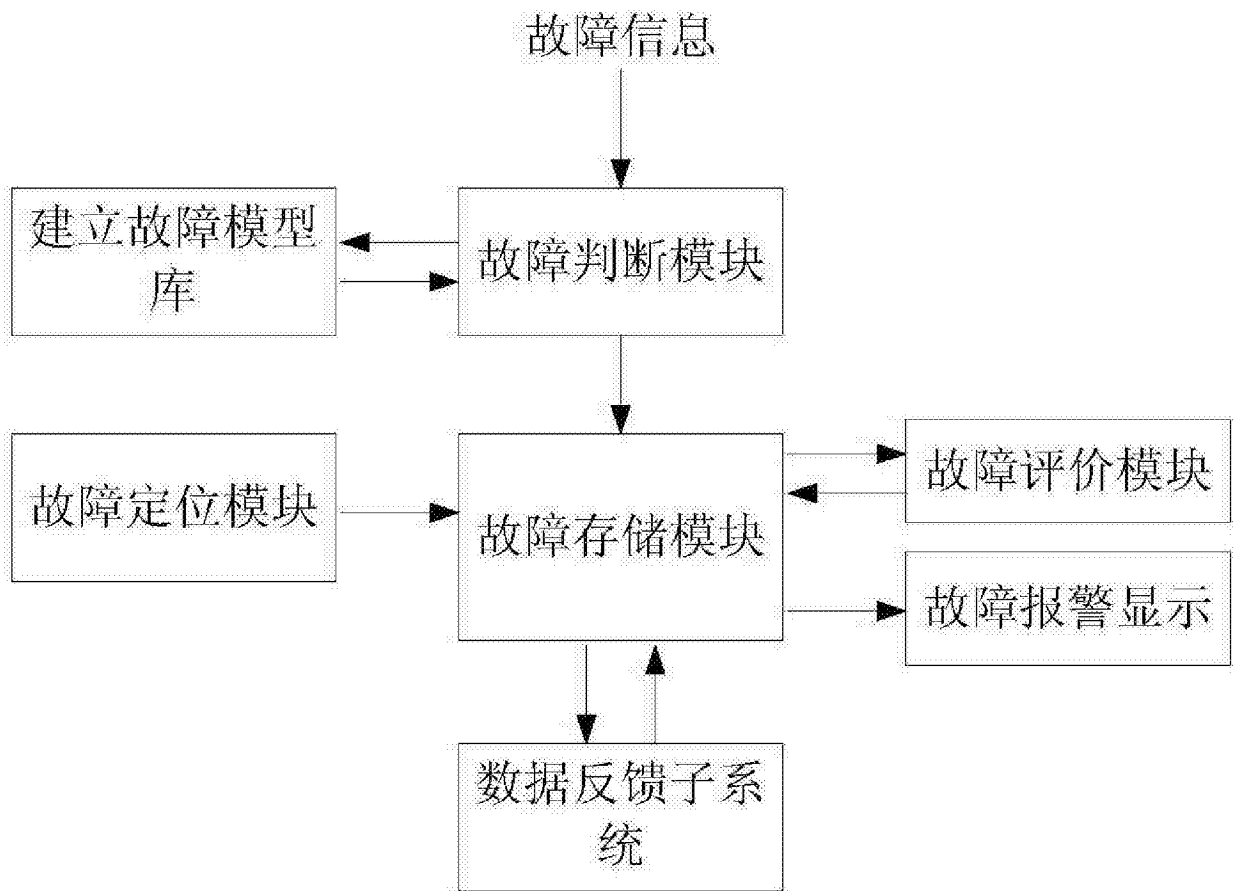 故障信息
建立故障模型
库
故障判断模块
故障定位模块
故障存储模块
故障评价模块
故障报警显示
数据反馈子系
统